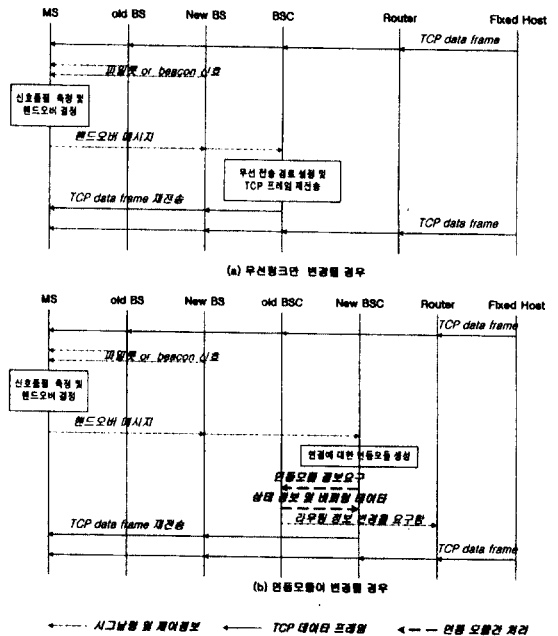 MS old BS New BS BSC Router Fixed Host
TCP data frame
파일럿 or beacon 신호
신호품질 측정 및
핸드오버 결정
핸드오버 메시지
무선 전송 경로 설정 및
TCP 프레임 재전송
TCP data frame 재전송
TCP data frame
(a) 무선링크만 변경될 경우
MS old BS New BS old BSC New BSC Router Fixed Host
TCP data frame
파일럿 or beacon 신호
신호품질 측정 및
핸드오버 결정
핸드오버 메시지
연결에 대한 연동모듈 생성
연동모듈 정보요구
상태 정보 및 버퍼링 데이타
라우팅 정보 변경을 요구함
TCP data frame 재전송
TCP data frame
(b) 연동모듈이 변경될 경우
시그날링 및 제어정보 TCP 데이타 프레임 연동 모듈간 처리